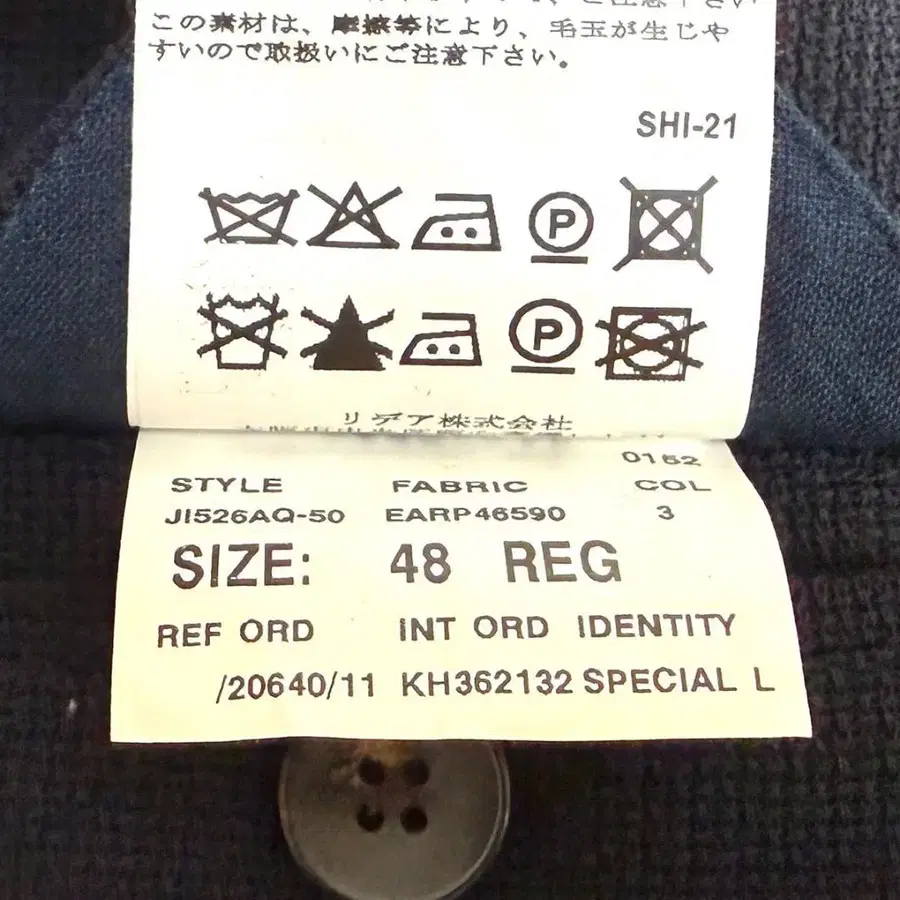 この素材は、摩擦等により、毛玉が生じや
すいので取扱いにご注意下さい。
SHI-21
P
P
リデア株式会社
0162
STYLE FABRIC COL
JI526AQ-50 EARP46590 3
SIZE: 48 REG
REF ORD INT ORD IDENTITY
/20640/11 KH362132 SPECIAL L